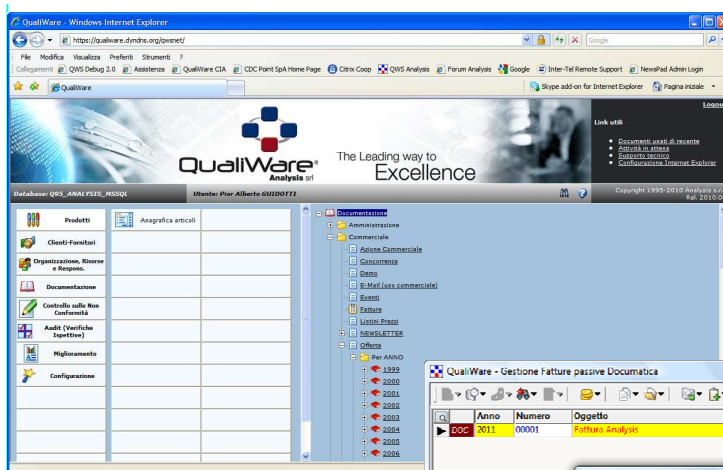 QualiWare - Windows Internet Explorer
https://qualiware.dyndns.org/qwsnet/
Google
File Modifica Visualizza Preferiti Strumenti ?
Collegamenti QWS Debug 2.0 Assistenza QualiWare CIA CDC Point SpA Home Page Citrix Coop QWS Analysis Forum Analysis Google Inter-Tel Remote Support NewsPad Admin Login
QualiWare
Skype add-on for Internet Explorer Pagina iniziale
Logou
Link utili
Documenti usati di recente
Attività in attesa
Supporto tecnico
Configurazione Internet Explorer
QualiWare®
Analysis srl
The Leading way to
Excellence
Database: Q95_ANALYSIS_MSSQL
Utente: Pier Alberto GUIDOTTI
Copyright 1995-2010 Analysis s.r.
Rel. 2010.0
Prodotti
Anagrafica articoli
Clienti-Fornitori
Organizzazione, Risorse
e Respons.
Documentazione
Controllo sulle Non
Conformità
Audit (Verifiche
Ispettive)
Miglioramento
Configurazione
Documentazione
Amministrazione
Commerciale
Azione Commerciale
Concorrenza
Demo
E-Mail (uso commerciale)
Eventi
Fatture
Listini Prezzi
NEWSLETTER
Offerte
Per ANNO
1999
2000
2001
2002
2003
2004
2005
2006
QualiWare - Gestione Fatture passive Documatica
Anno Numero Oggetto
DOC 2011 00001 Fattura Analysis